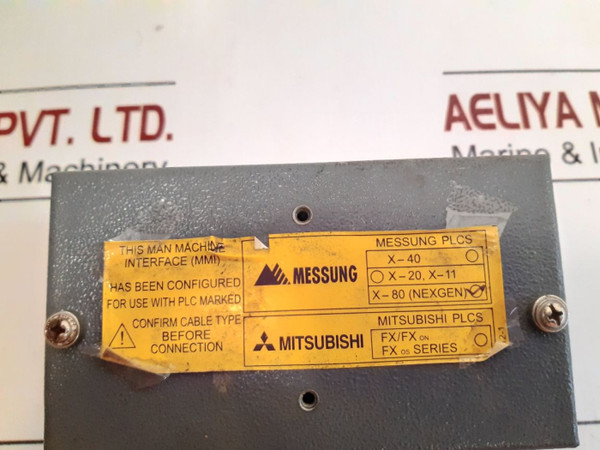 PVT. LTD.
& Machinery
AELIYA M
Marine & I
THIS MAN MACHINE
INTERFACE (MMI)
HAS BEEN CONFIGURED
FOR USE WITH PLC MARKED
CONFIRM CABLE TYPE
BEFORE
CONNECTION
MESSUNG
MESSUNG PLCS
X-40
X-20, X-11
X-80 (NEXGEN)
MITSUBISHI
MITSUBISHI PLCS
FX/FX ON
FX OS SERIES